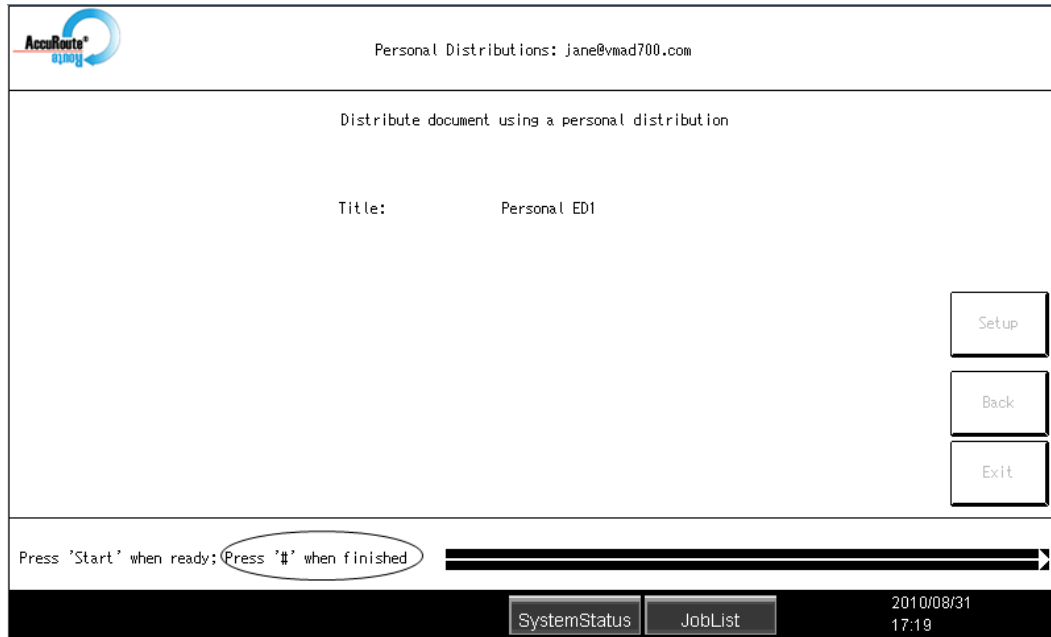 AccuRoute®
Route
Personal Distributions: jane@vmad700.com
Distribute document using a personal distribution
Title: Personal ED1
Setup
Back
Exit
Press 'Start' when ready; Press '#' when finished
SystemStatus JobList 2010/08/31
17:19